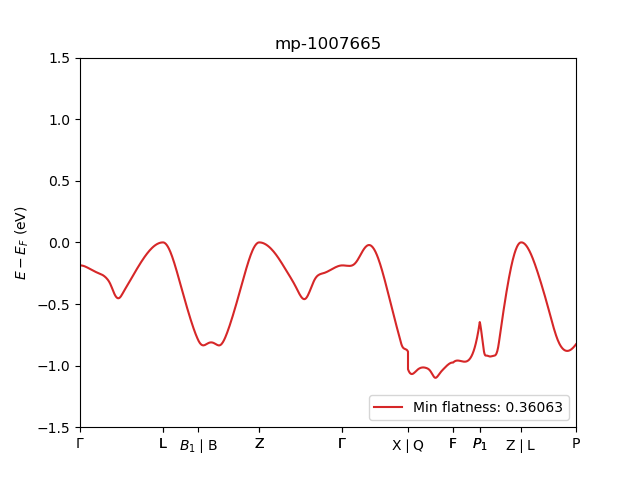 mp-1007665
1.5
1.0
0.5
0.0
−0.5
−1.0
−1.5
E − E_F (eV)
Min flatness: 0.36063
Γ L B₁ | B Z Γ X | Q F P₁ Z | L P